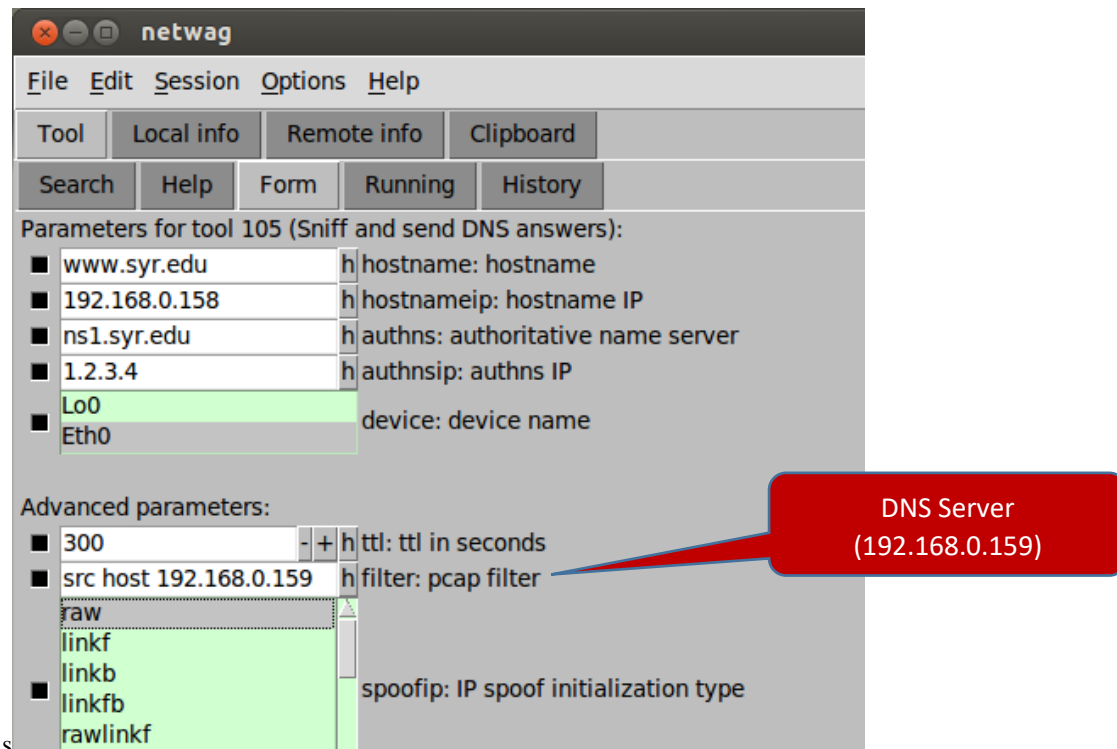 netwag
File Edit Session Options Help
Tool Local info Remote info Clipboard
Search Help Form Running History
Parameters for tool 105 (Sniff and send DNS answers):
www.syr.edu h hostname: hostname
192.168.0.158 h hostnameip: hostname IP
ns1.syr.edu h authns: authoritative name server
1.2.3.4 h authnsip: authns IP
Lo0
Eth0
device: device name
Advanced parameters:
300 - + h ttl: ttl in seconds
src host 192.168.0.159 h filter: pcap filter
DNS Server
(192.168.0.159)
raw
linkf
linkb
linkfb
rawlinkf
spoofip: IP spoof initialization type
s